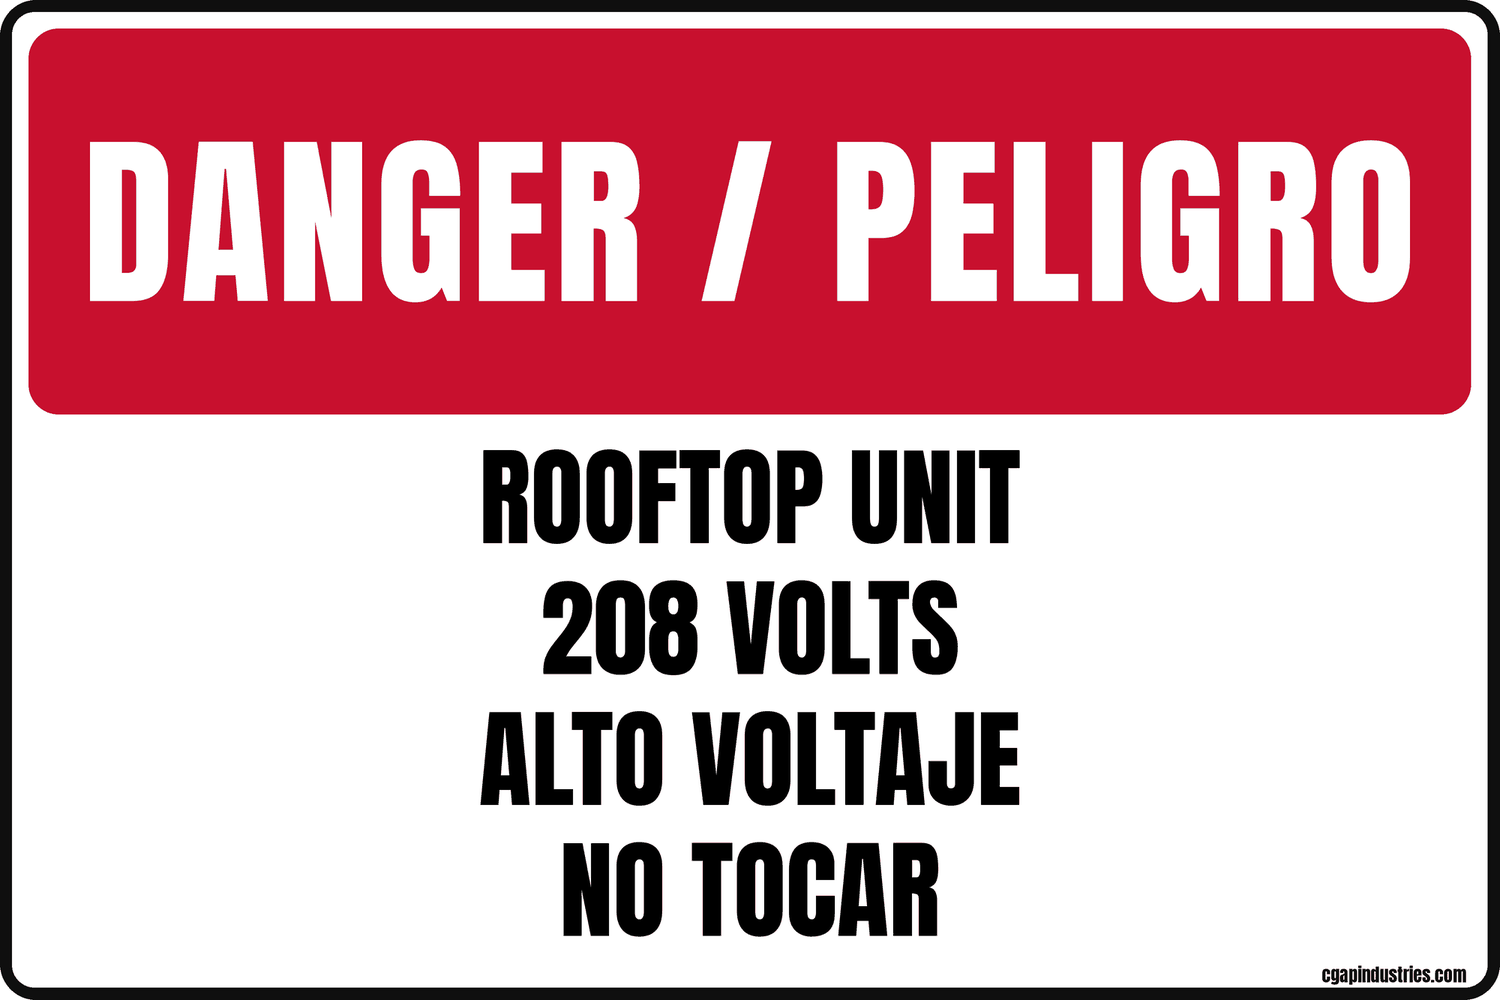 DANGER / PELIGRO
ROOFTOP UNIT
208 VOLTS
ALTO VOLTAJE
NO TOCAR
cgapindustries.com